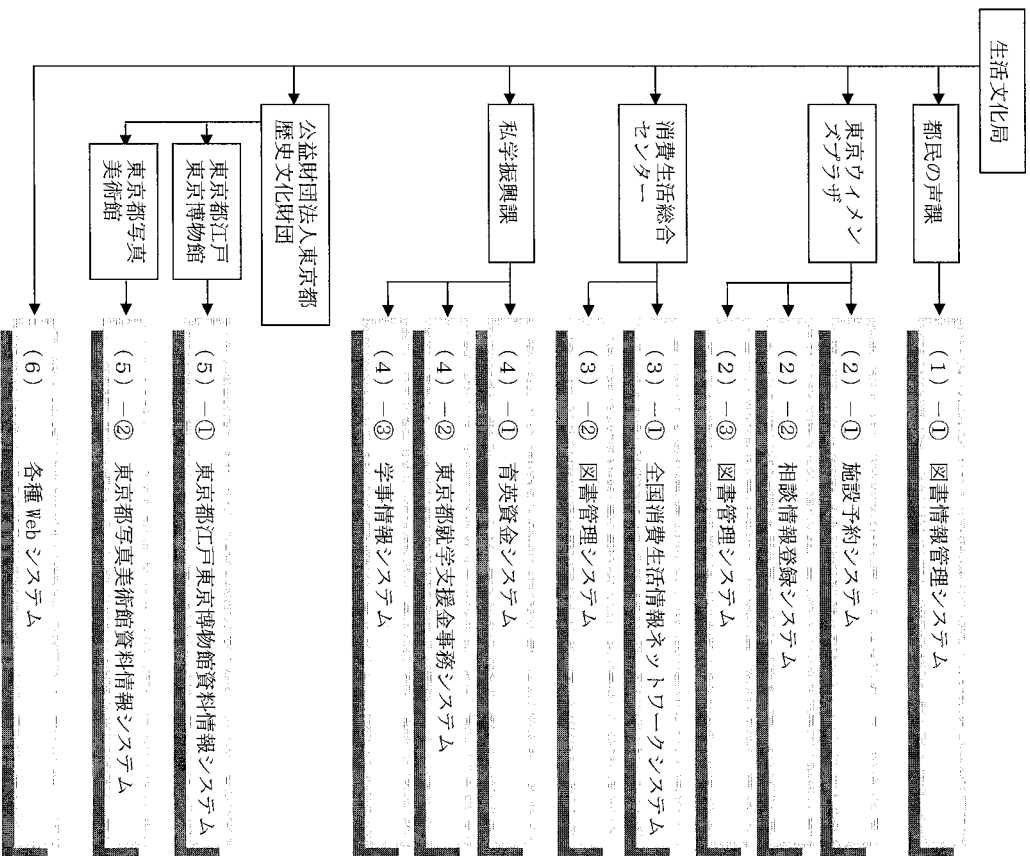 生活文化局
都民の声課
(1) －① 図書情報管理システム
東京ウィメン
ズプラザ
(2) －① 施設予約システム
(2) －② 相談情報登録システム
(2) －③ 図書管理システム
消費生活総合
センター
(3) －① 全国消費生活情報ネットワークシステム
(3) －② 図書管理システム
私学振興課
(4) －① 育英資金システム
(4) －② 東京都就学支援金事務システム
(4) －③ 学事情報システム
公益財団法人東京都
歴史文化財団
東京都江戸
東京博物館
(5) －① 東京都江戸東京博物館資料情報システム
東京都写真
美術館
(5) －② 東京都写真美術館資料情報システム
(6) 各種 Web システム